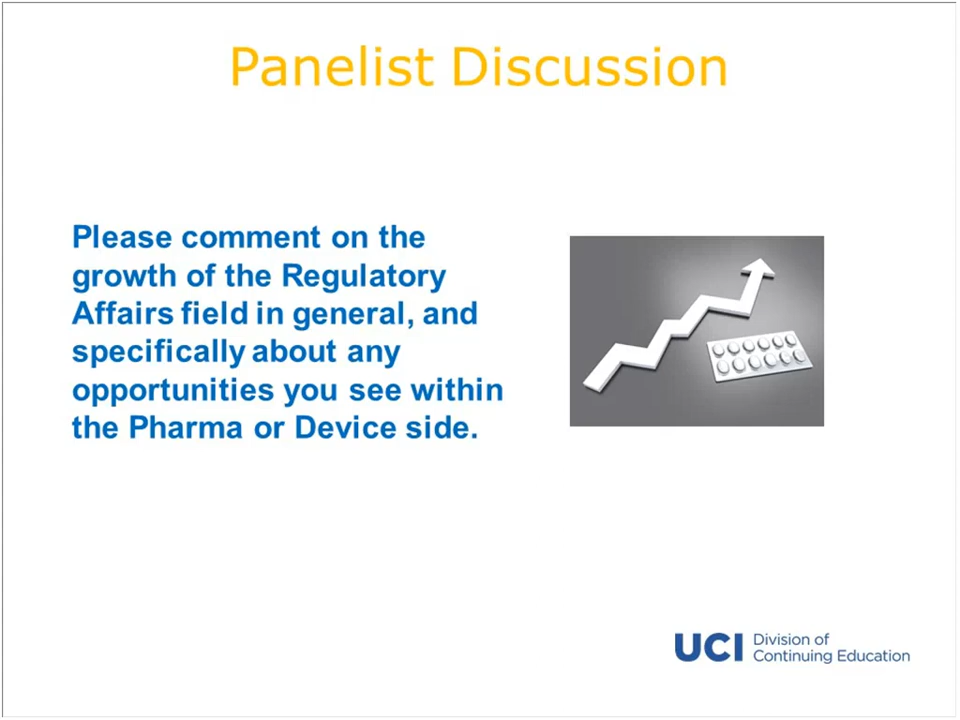 Panelist Discussion
Please comment on the
growth of the Regulatory
Affairs field in general, and
specifically about any
opportunities you see within
the Pharma or Device side.
UCI Division of
Continuing Education